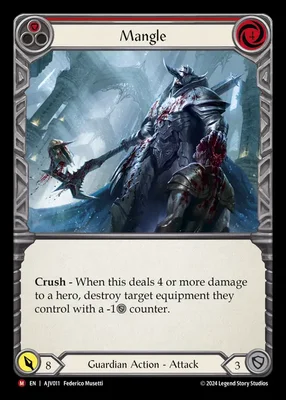 Mangle
Crush - When this deals 4 or more damage
to a hero, destroy target equipment they
control with a -1 counter.
8
Guardian Action - Attack
3
M EN | AJV011 Federico Musetti
© 2024 Legend Story Studios